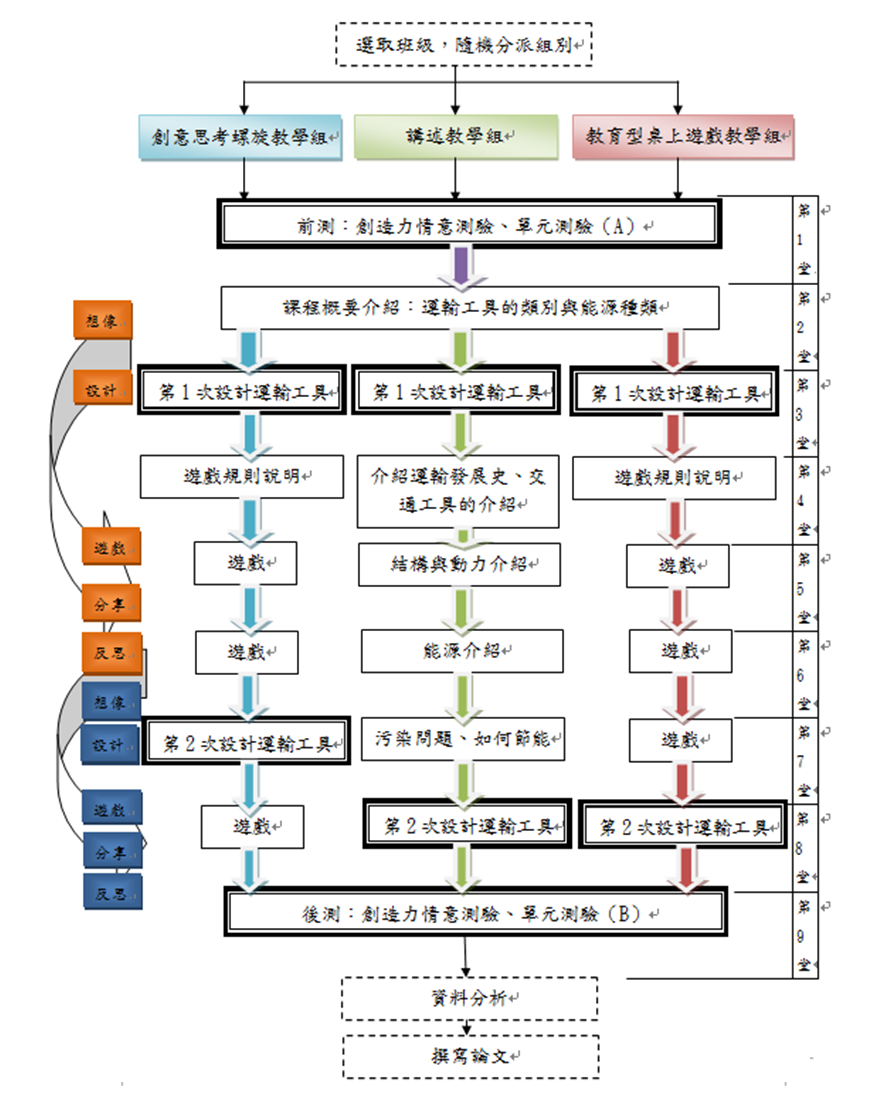 選取班級，隨機分派組別
創意思考螺旋教學組
講述教學組
教育型桌上遊戲教學組
前測：創造力情意測驗、單元測驗（A）
第
1
堂
課程概要介紹：運輸工具的類別與能源種類
第
2
堂
想像
設計
第1次設計運輸工具
第1次設計運輸工具
第1次設計運輸工具
第
3
堂
遊戲規則說明
介紹運輸發展史、交
通工具的介紹
遊戲規則說明
第
4
堂
遊戲
遊戲
結構與動力介紹
遊戲
第
5
堂
分享
反思
遊戲
能源介紹
遊戲
第
6
堂
想像
設計
第2次設計運輸工具
污染問題、如何節能
遊戲
第
7
堂
遊戲
遊戲
第2次設計運輸工具
第2次設計運輸工具
第
8
堂
分享
反思
後測：創造力情意測驗、單元測驗（B）
第
9
堂
資料分析
撰寫論文